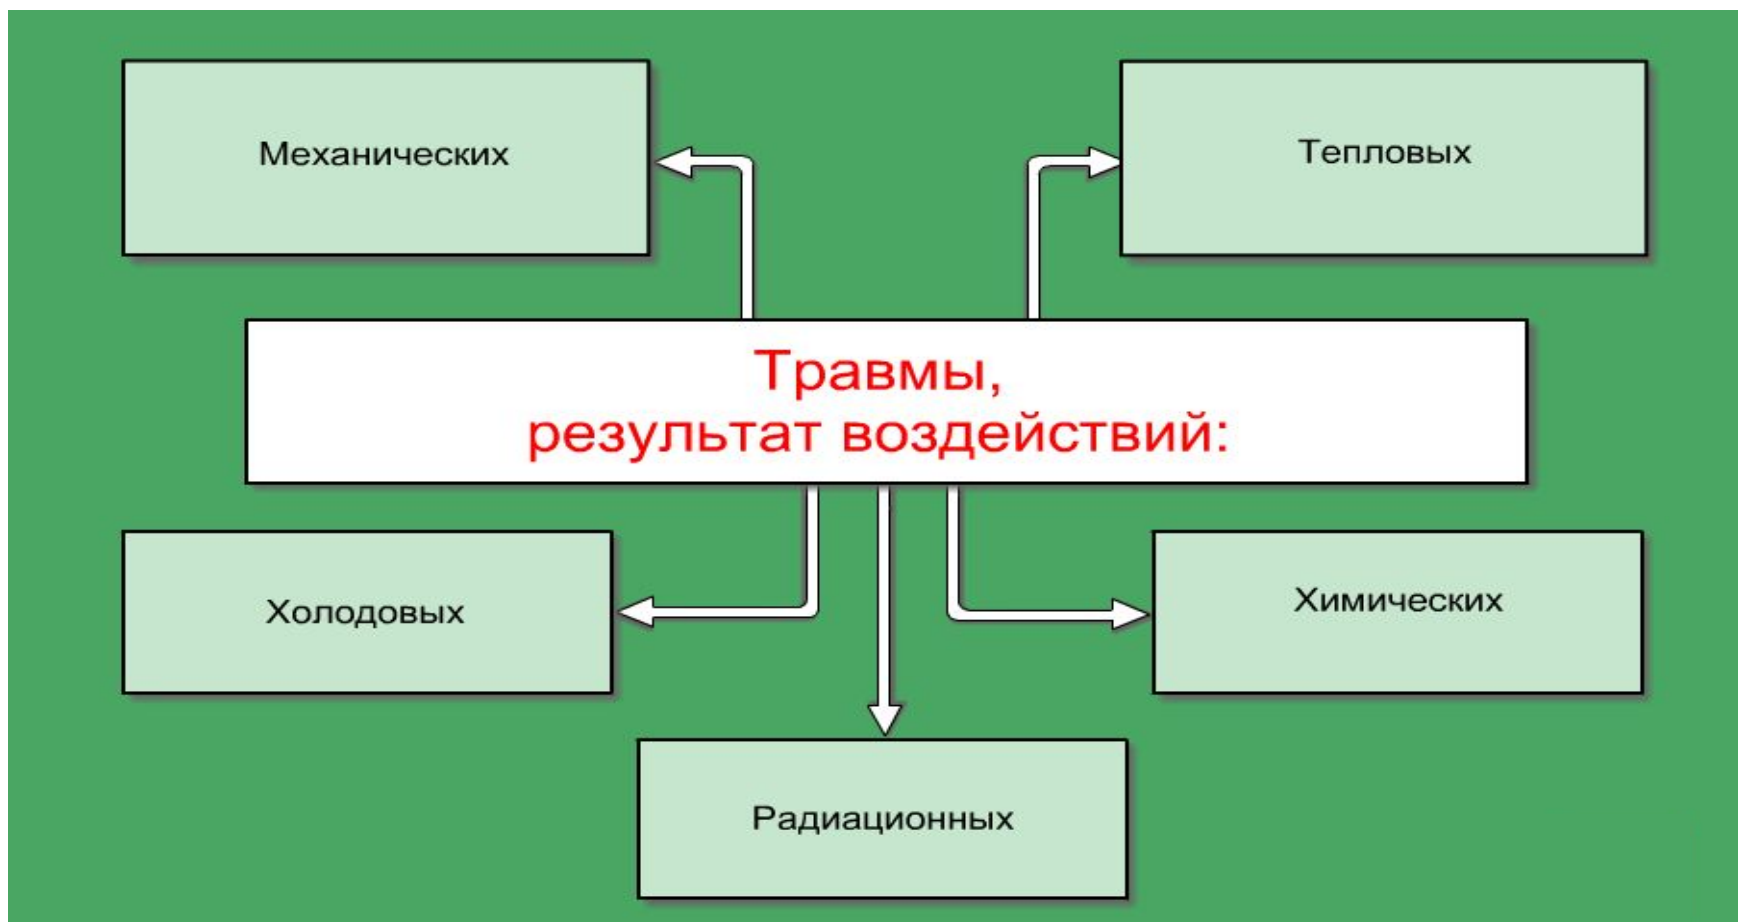 Механических
Тепловых
Травмы,
результат воздействий:
Холодовых
Химических
Радиационных